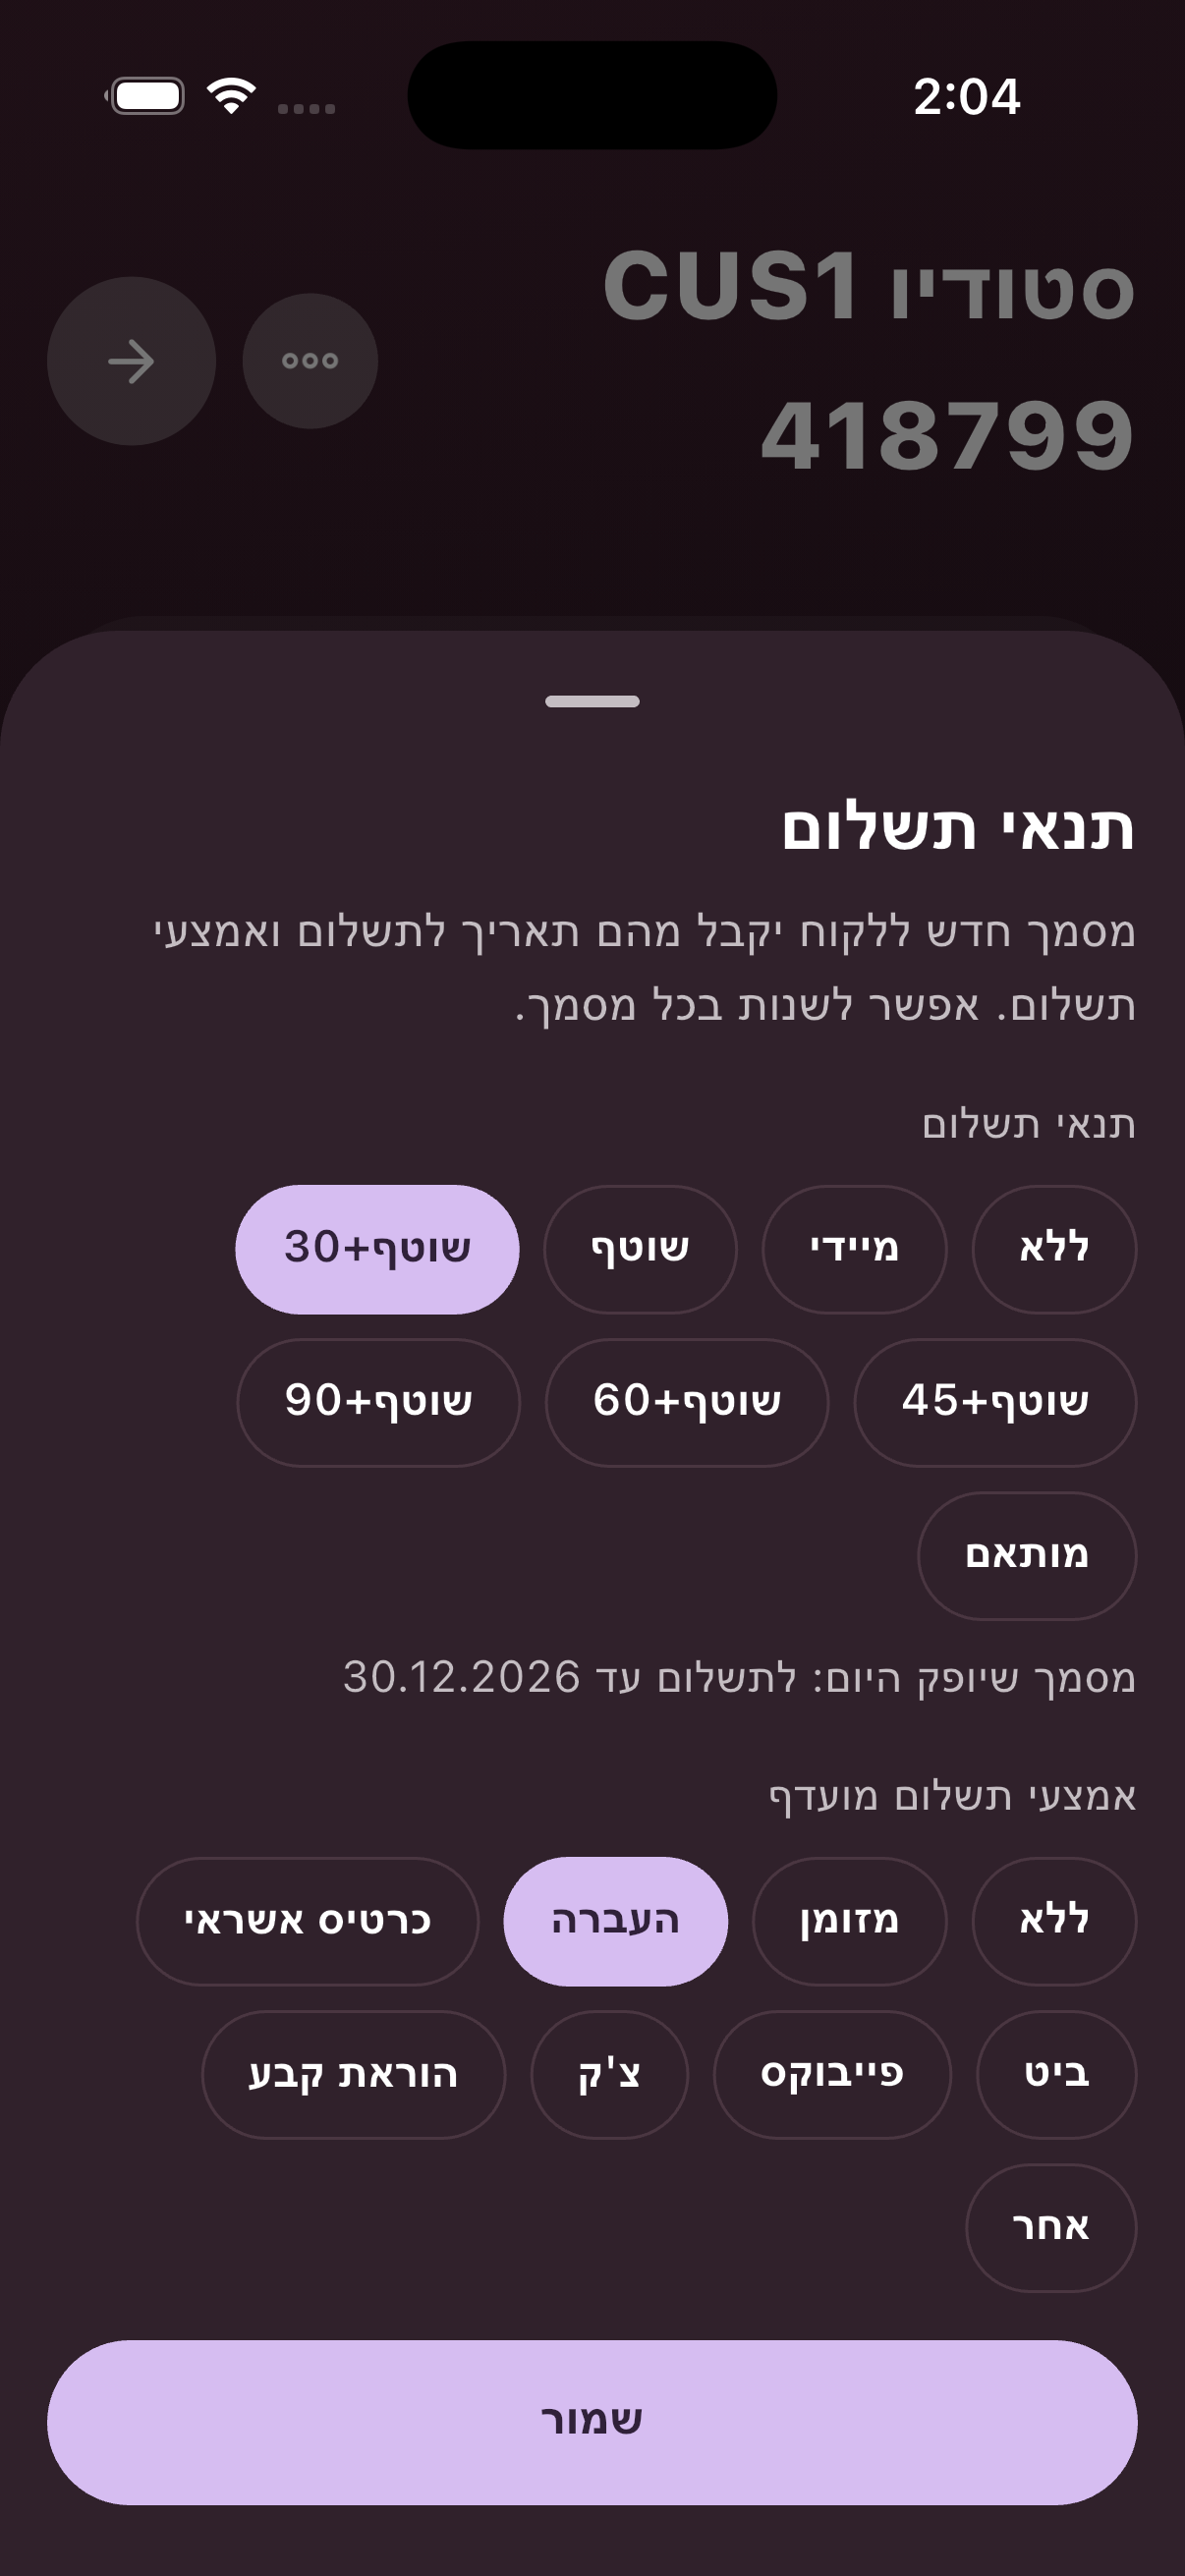 2:04
סטודיו CUS1
418799
תנאי תשלום
מסמך חדש ללקוח יקבל מהם תאריך לתשלום ואמצעי
תשלום. אפשר לשנות בכל מסמך.
תנאי תשלום
ללא מיידי שוטף שוטף+30
שוטף+45 שוטף+60 שוטף+90
מותאם
מסמך שיופק היום: לתשלום עד 30.12.2026
אמצעי תשלום מועדף
ללא מזומן העברה כרטיס אשראי
ביט פייבוקס צ'ק הוראת קבע
אחר
שמור